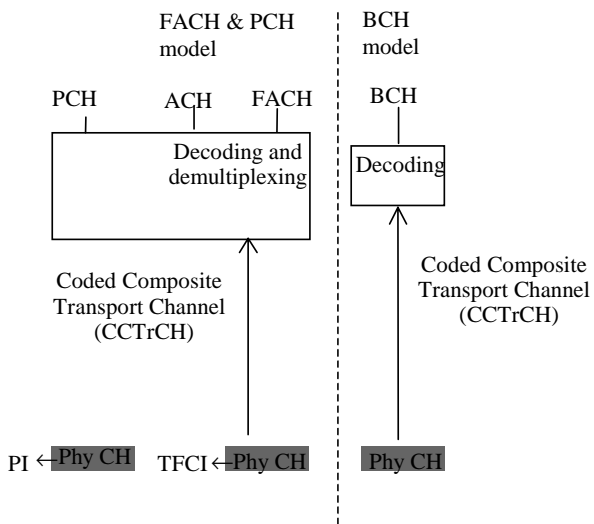 FACH & PCH
model
BCH
model
PCH
ACH
FACH
BCH
Decoding and
demultiplexing
Decoding
Coded Composite
Transport Channel
(CCTrCH)
Coded Composite
Transport Channel
(CCTrCH)
PI
Phy CH
TFCI
Phy CH
Phy CH